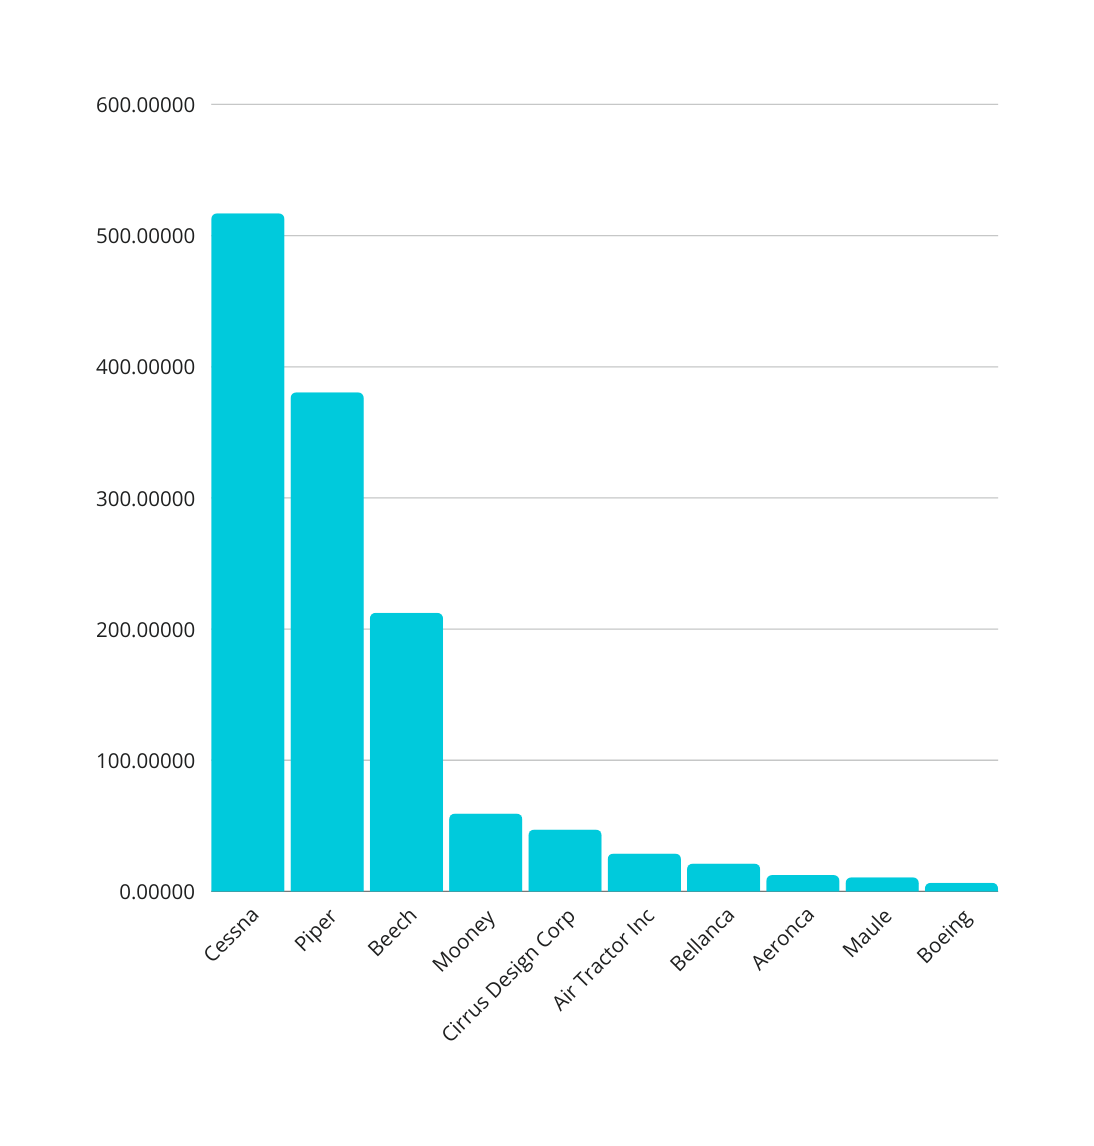 600.00000
500.00000
400.00000
300.00000
200.00000
100.00000
0.00000
Cessna
Piper
Beech
Mooney
Cirrus Design Corp
Air Tractor Inc
Bellanca
Aeronca
Maule
Boeing